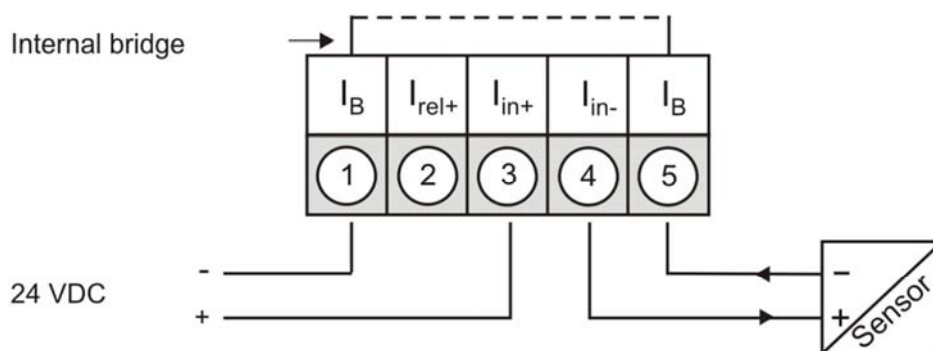 Internal bridge
I_B I_rel+ I_in+ I_in- I_B
1 2 3 4 5
24 VDC
-
+
-
+
Sensor